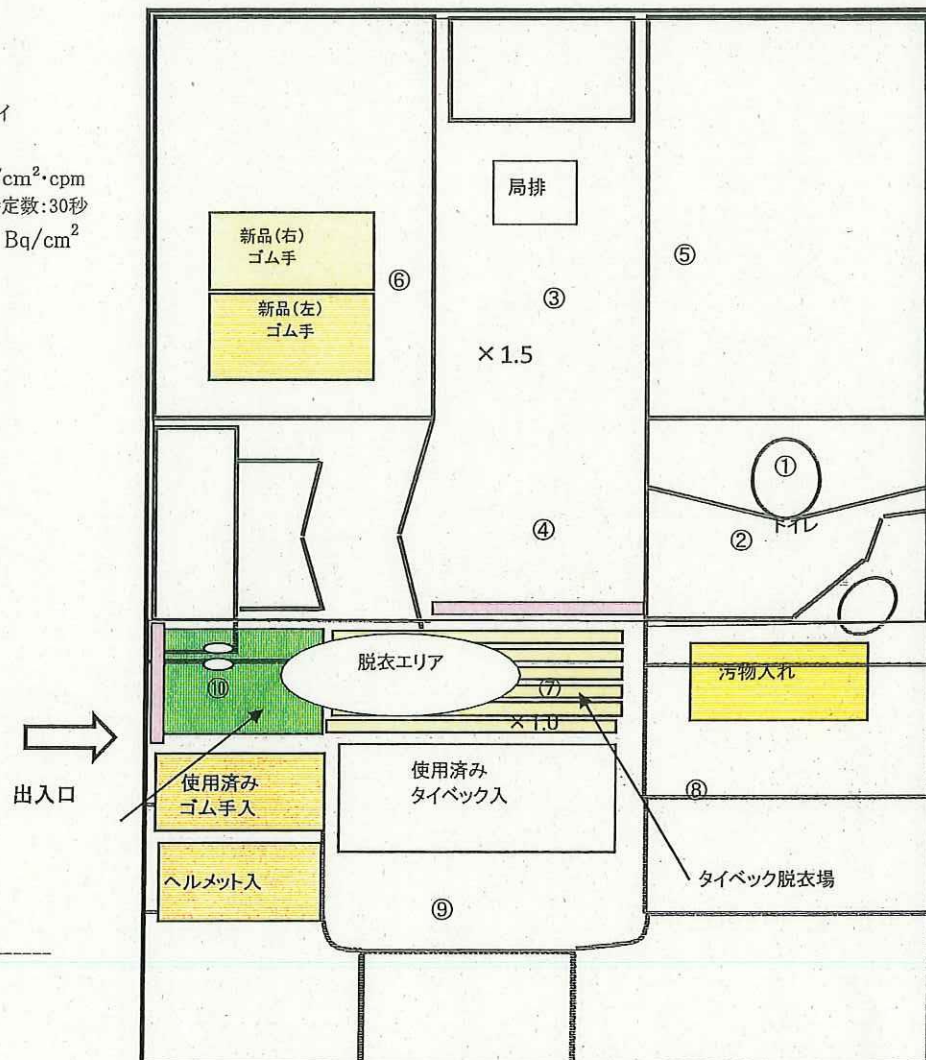 イ
/cm²・cpm
定数:30秒
Bq/cm²
局排
新品(右)
ゴム手
新品(左)
ゴム手
⑥
③
⑤
×1.5
①
トイレ
②
④
脱衣エリア
⑩
⑦
×1.0
汚物入れ
出入口
使用済み
ゴム手入
使用済み
タイベック入
⑧
ヘルメット入
タイベック脱衣場
⑨